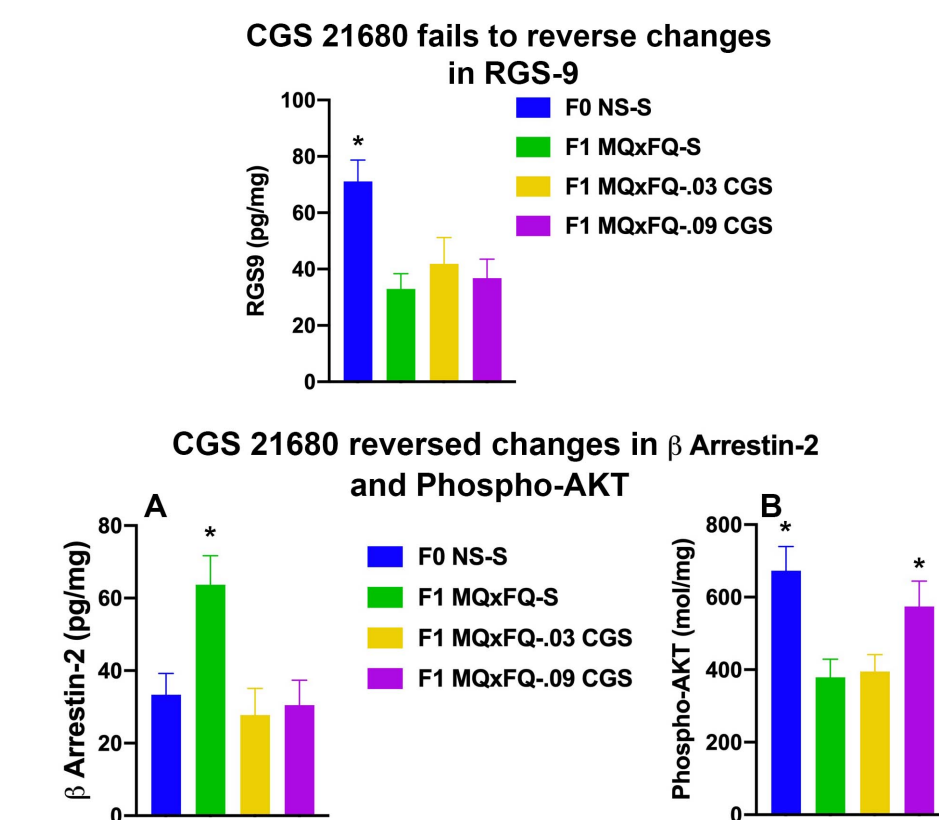 CGS 21680 fails to reverse changes
in RGS-9
100
80
60
40
20
0
RGS9 (pg/mg)
*
F0 NS-S
F1 MQxFQ-S
F1 MQxFQ-.03 CGS
F1 MQxFQ-.09 CGS
CGS 21680 reversed changes in β Arrestin-2
and Phospho-AKT
A
80
60
40
20
0
β Arrestin-2 (pg/mg)
*
F0 NS-S
F1 MQxFQ-S
F1 MQxFQ-.03 CGS
F1 MQxFQ-.09 CGS
B
800
600
400
200
0
Phospho-AKT (mol/mg)
*
*